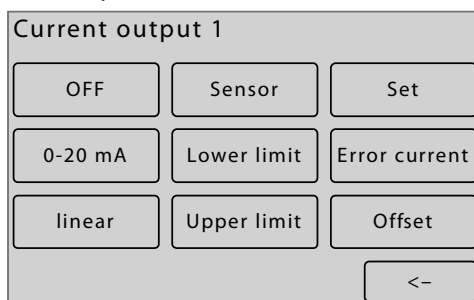 Current output 1
OFF Sensor Set
0-20 mA Lower limit Error current
linear Upper limit Offset
<–